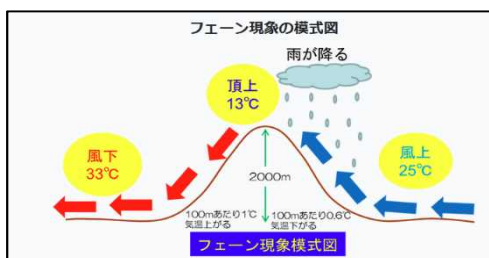 フェーン現象の模式図
雨が降る
頂上
13℃
風下
33℃
風上
25℃
2000m
100mあたり1℃
気温上がる
100mあたり0.6℃
気温下がる
フェーン現象模式図